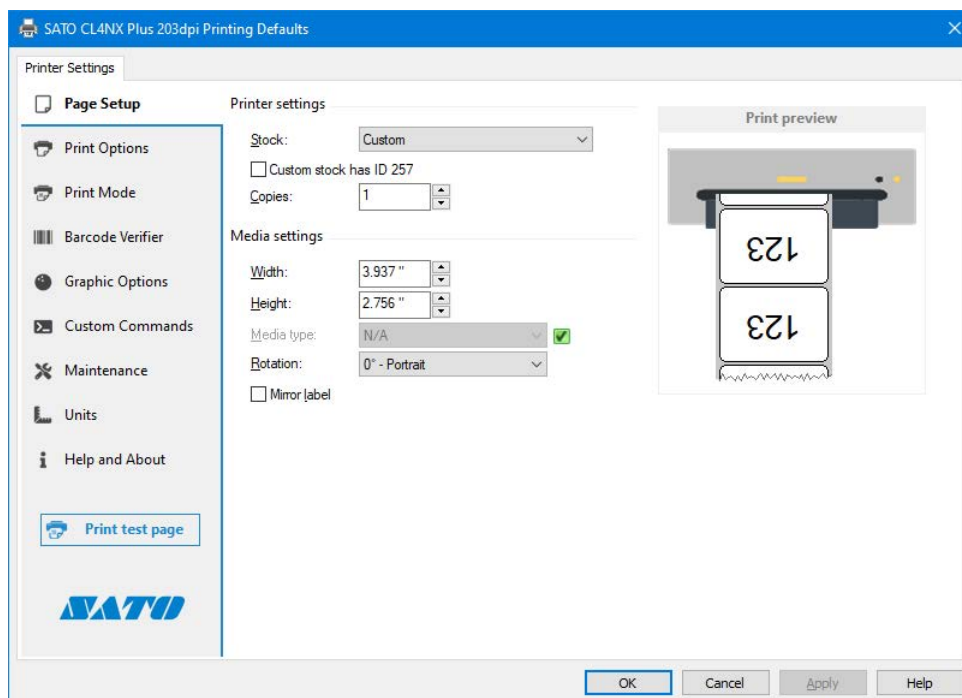 SATO CL4NX Plus 203dpi Printing Defaults
Printer Settings
Page Setup
Print Options
Print Mode
Barcode Verifier
Graphic Options
Custom Commands
Maintenance
Units
Help and About
Print test page
SATO
Printer settings
Stock: Custom
Custom stock has ID 257
Copies: 1
Media settings
Width: 3.937 "
Height: 2.756 "
Media type: N/A
Rotation: 0° - Portrait
Mirror label
Print preview
123
123
OK Cancel Apply Help